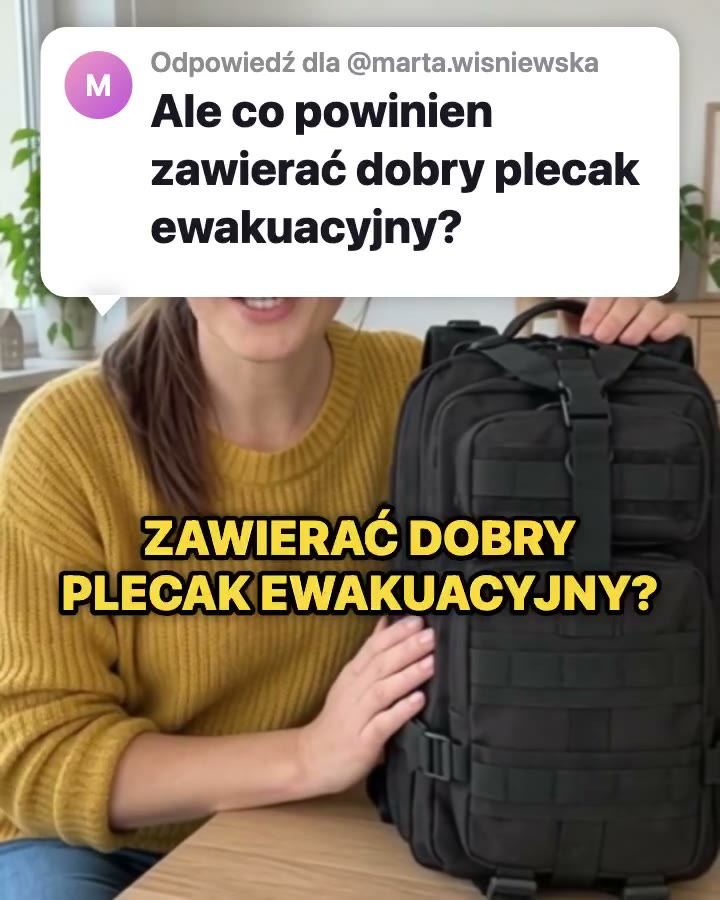 Odpowiedź dla @marta.wisniewska
M
Ale co powinien
zawierać dobry plecak
ewakuacyjny?
ZAWIERAĆ DOBRY
PLECAK EWAKUACYJNY?